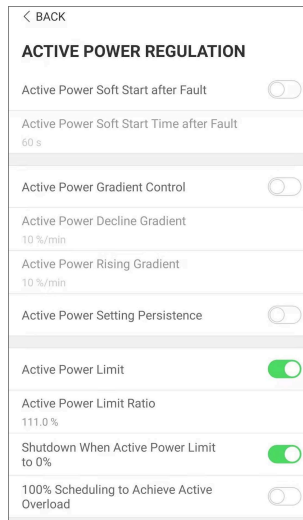 < BACK
ACTIVE POWER REGULATION
Active Power Soft Start after Fault
Active Power Soft Start Time after Fault
60 s
Active Power Gradient Control
Active Power Decline Gradient
10 %/min
Active Power Rising Gradient
10 %/min
Active Power Setting Persistence
Active Power Limit
Active Power Limit Ratio
111.0 %
Shutdown When Active Power Limit
to 0%
100% Scheduling to Achieve Active
Overload